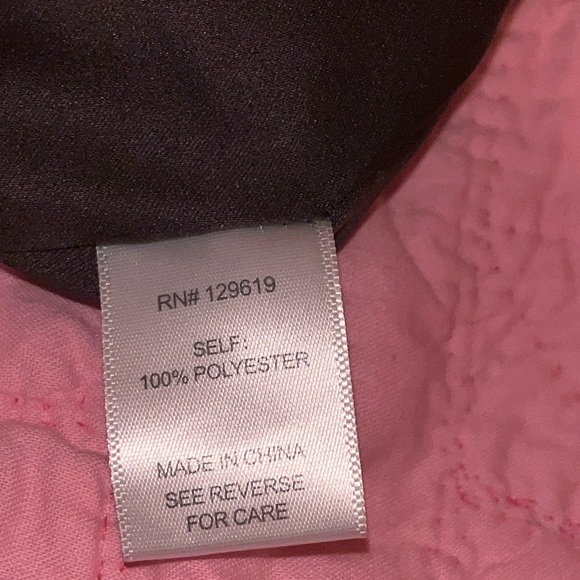 RN# 129619
SELF:
100% POLYESTER
MADE IN CHINA
SEE REVERSE
FOR CARE